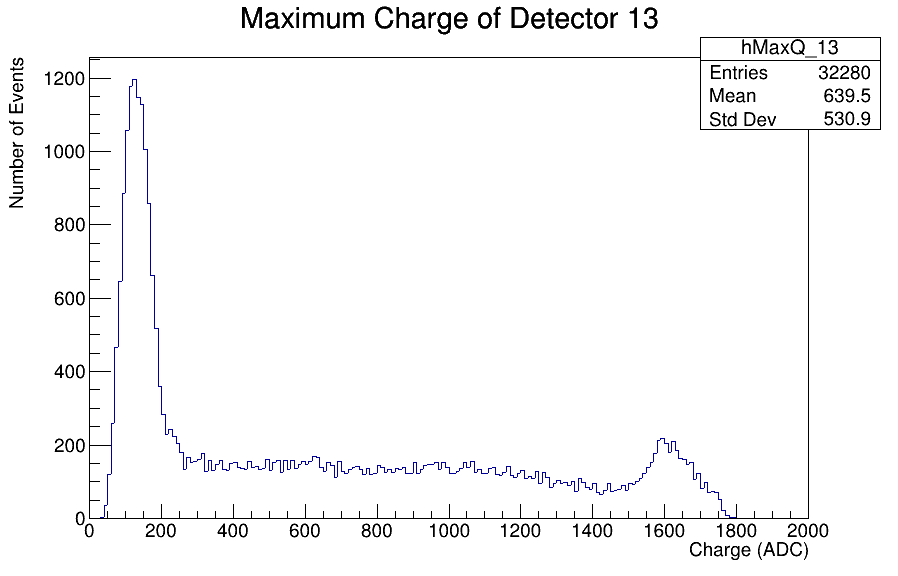 Maximum Charge of Detector 13
hMaxQ_13
Entries 32280
Mean 639.5
Std Dev 530.9
Number of Events
1200
1000
800
600
400
200
0
0 200 400 600 800 1000 1200 1400 1600 1800 2000
Charge (ADC)